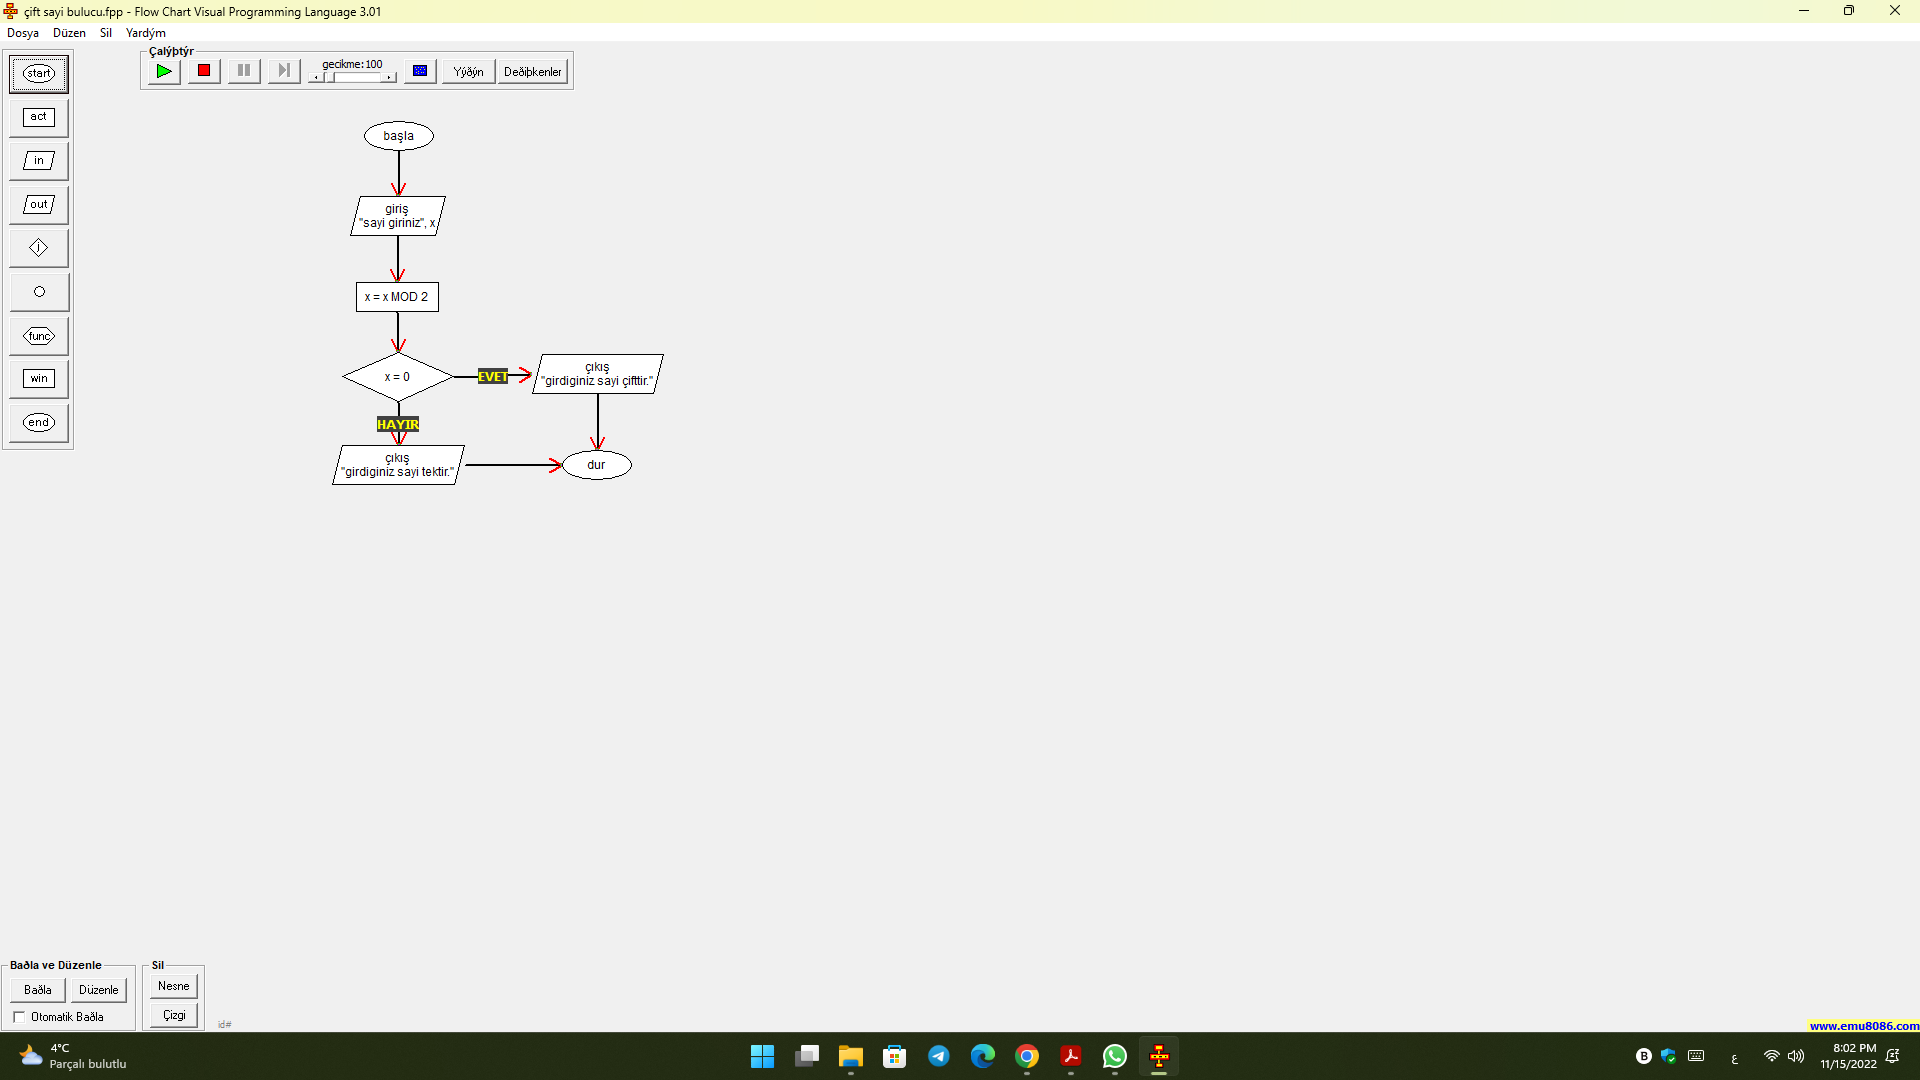 çift sayi bulucu.fpp - Flow Chart Visual Programming Language 3.01
Dosya Düzen Sil Yardým
Çalýþtýr
gecikme:100
Yýðýn
Deðiþkenler
start
act
in
out
i
func
win
end
başla
giriş
"sayi giriniz", x
x = x MOD 2
x = 0
EVET
çıkış
"girdiginiz sayi çifttir."
HAYIR
çıkış
"girdiginiz sayi tektir."
dur
Baðla ve Düzenle
Baðla
Düzenle
Otomatik Baðla
Sil
Nesne
Çizgi
id#
www.emu8086.com
4°C
Parçalı bulutlu
B
ع
8:02 PM
11/15/2022